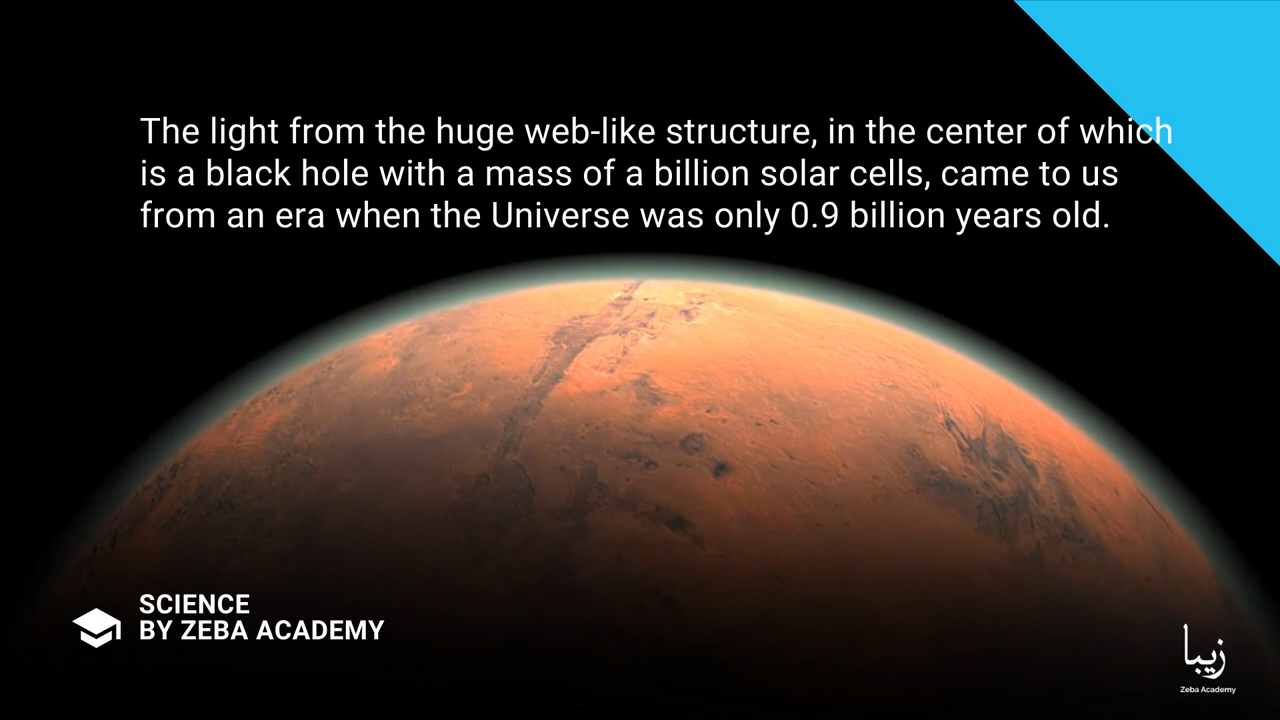 The light from the huge web-like structure, in the center of which
is a black hole with a mass of a billion solar cells, came to us
from an era when the Universe was only 0.9 billion years old.
SCIENCE
BY ZEBA ACADEMY
زيبا
Zeba Academy